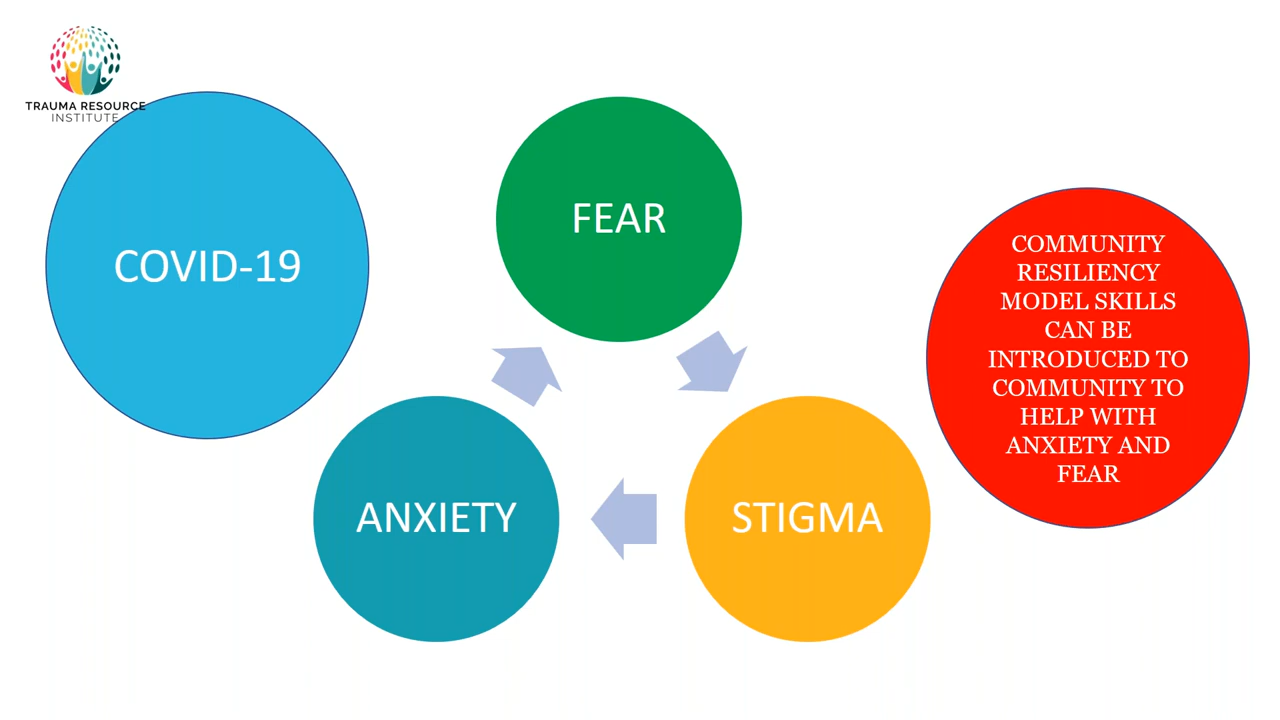 TRAUMA RESOURCE
INSTITUTE
COVID-19
FEAR
STIGMA
ANXIETY
COMMUNITY
RESILIENCY
MODEL SKILLS
CAN BE
INTRODUCED TO
COMMUNITY TO
HELP WITH
ANXIETY AND
FEAR